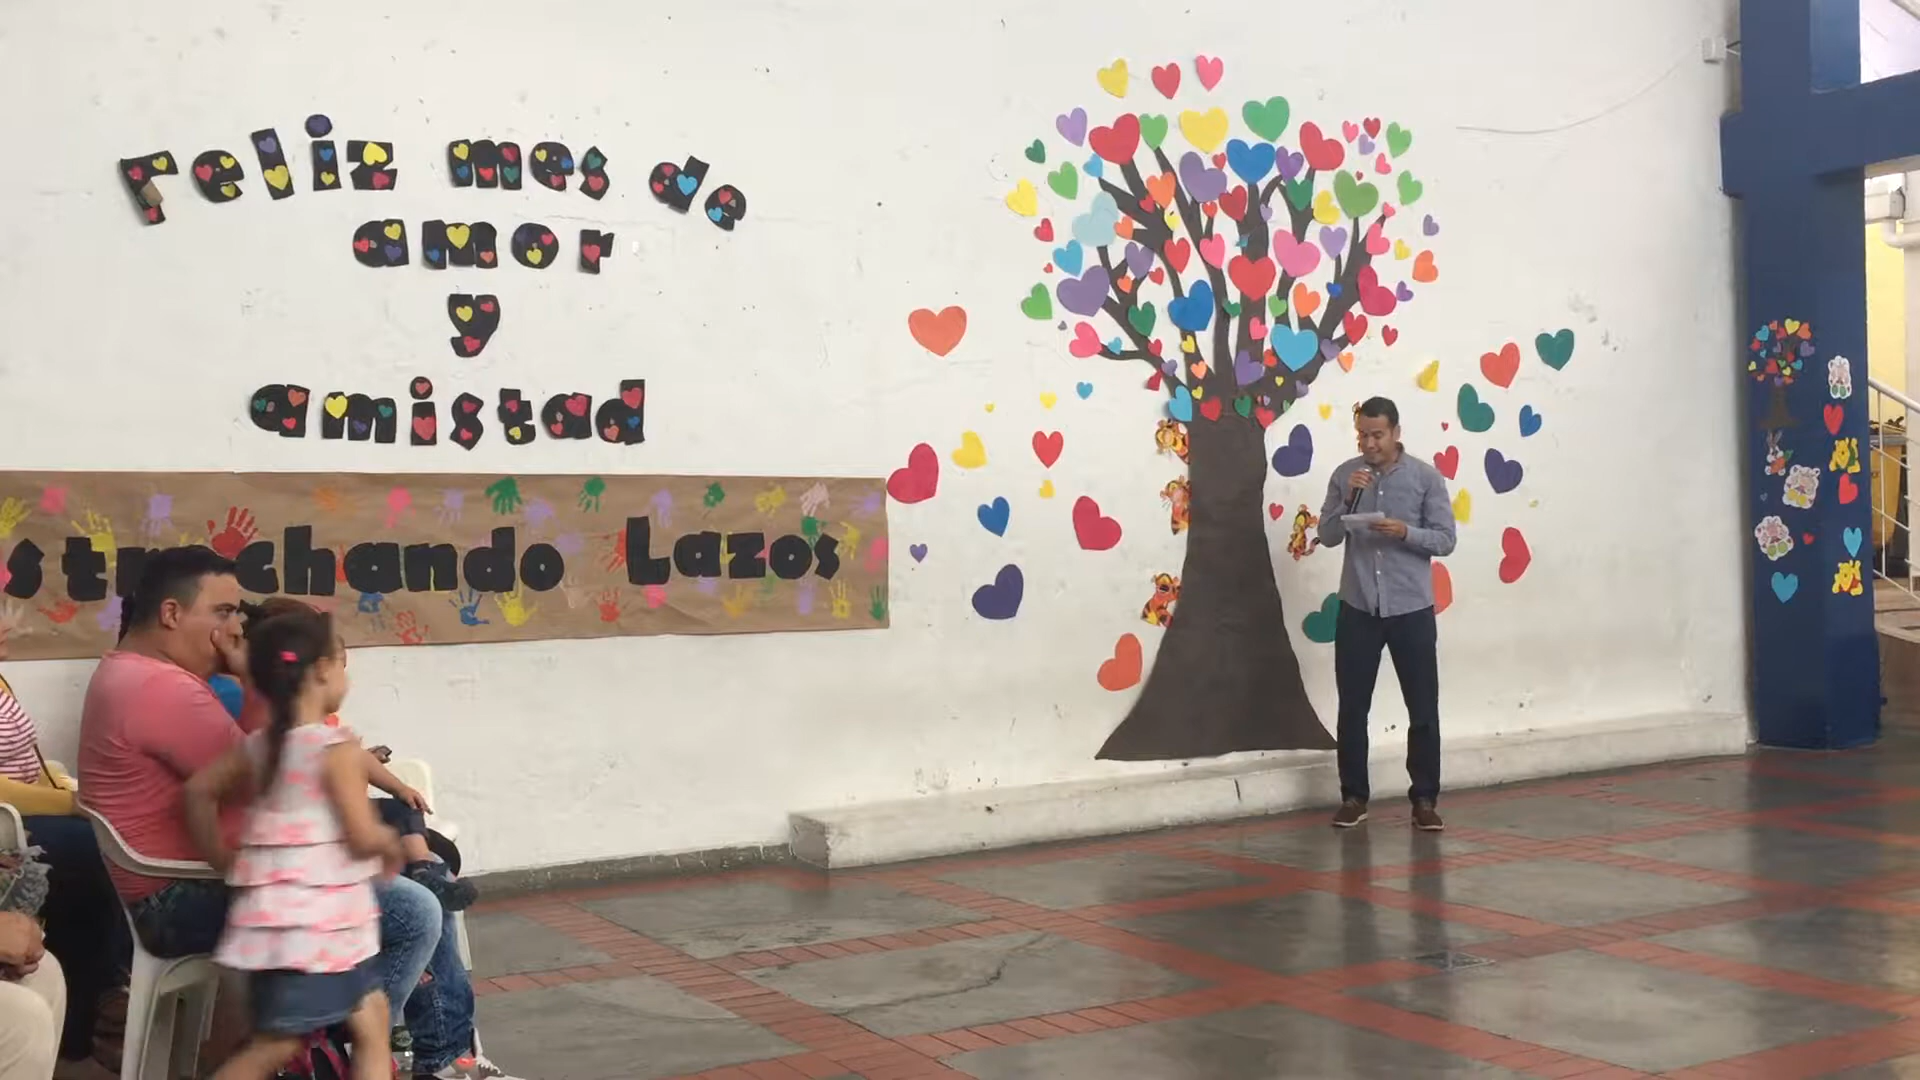 Feliz mes de
amor
y
amistad
chando Lazos